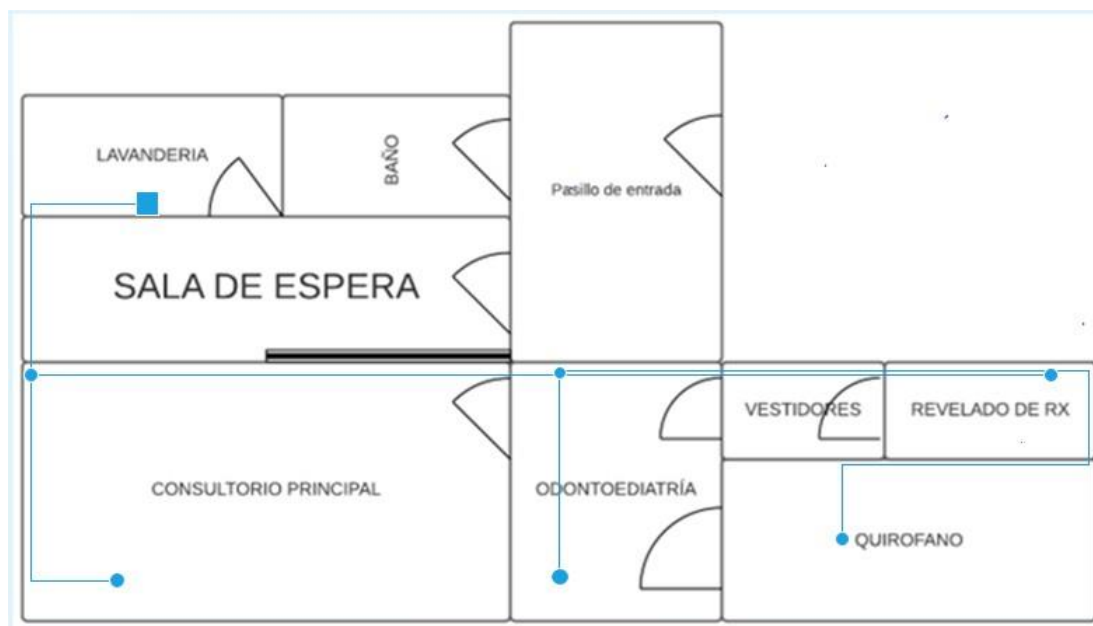 LAVANDERIA
BAÑO
Pasillo de entrada
SALA DE ESPERA
VESTIDORES
REVELADO DE RX
CONSULTORIO PRINCIPAL
ODONTOEDIATRÍA
QUIROFANO